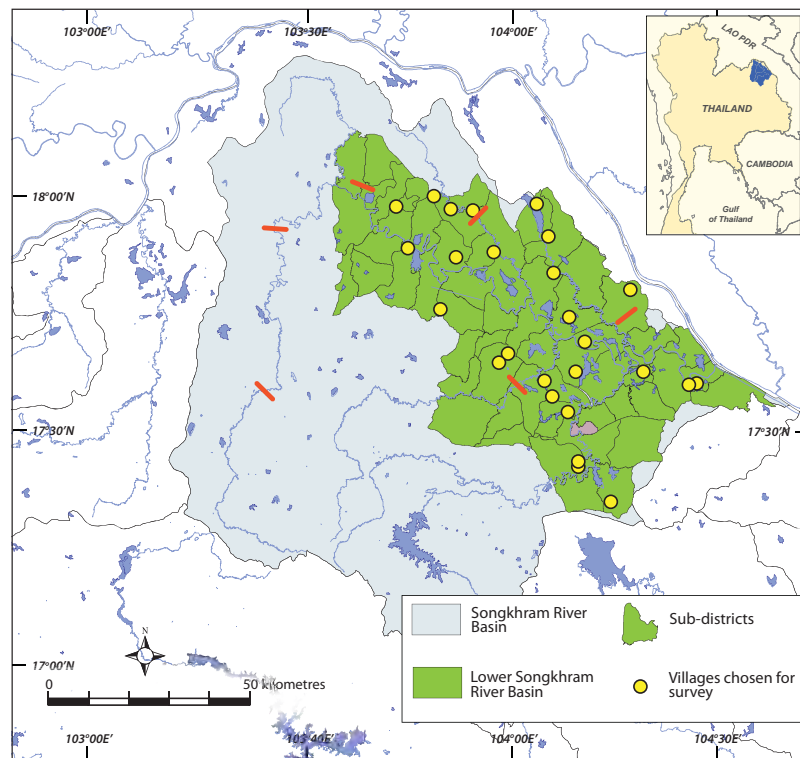 103°00'E
103°30'E
104°00'E
LAO PDR
THAILAND
CAMBODIA
Gulf
of Thailand
18°00'N
17°30'N
17°30'N
Songkhram River
Basin
Sub-districts
Lower Songkhram
River Basin
Villages chosen for
survey
17°00'N
N
0
50 kilometres
103°00'E
103°40'E
104°00'E
104°30'E